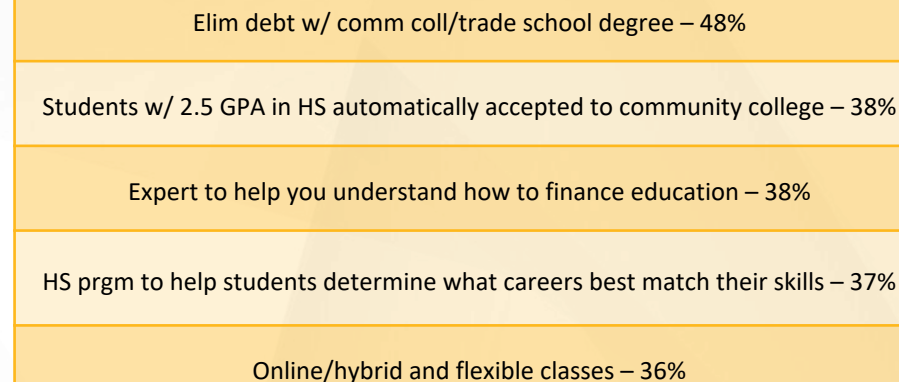 Elim debt w/ comm coll/trade school degree – 48%
Students w/ 2.5 GPA in HS automatically accepted to community college – 38%
Expert to help you understand how to finance education – 38%
HS prgm to help students determine what careers best match their skills – 37%
Online/hybrid and flexible classes – 36%